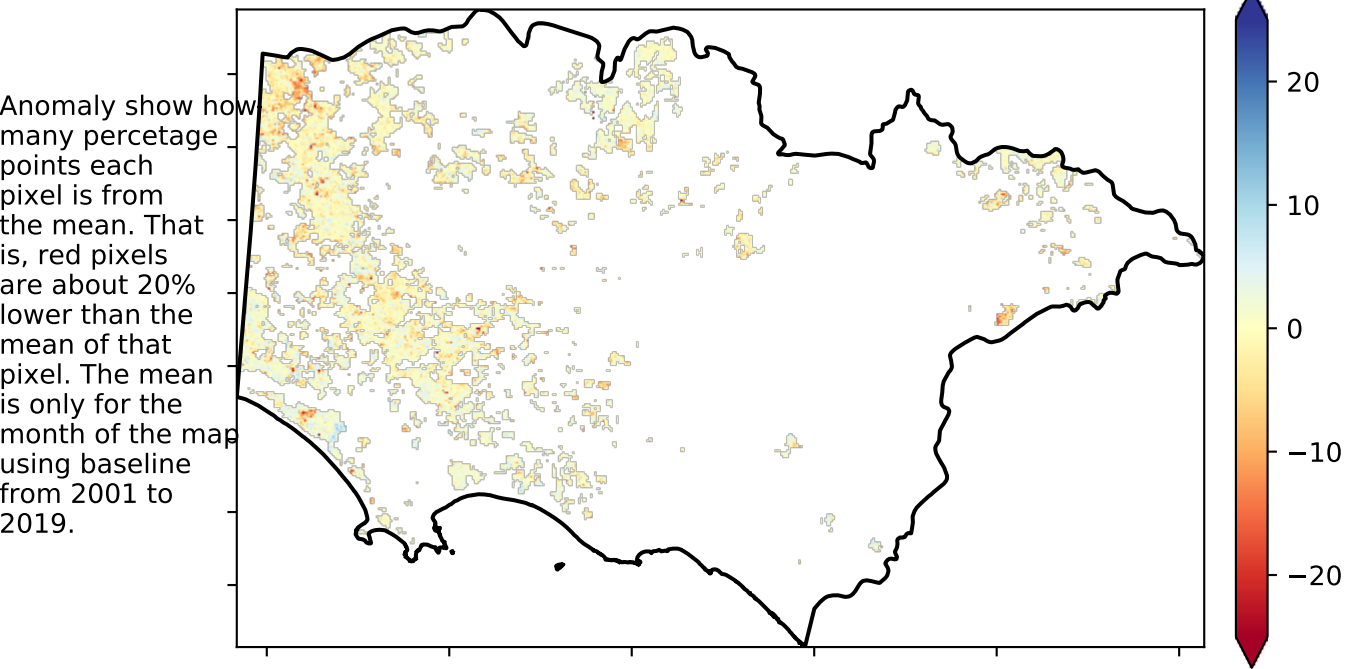 Anomaly show how
many percetage
points each
pixel is from
the mean. That
is, red pixels
are about 20%
lower than the
mean of that
pixel. The mean
is only for the
month of the map
using baseline
from 2001 to
2019.
20
10
0
−10
−20